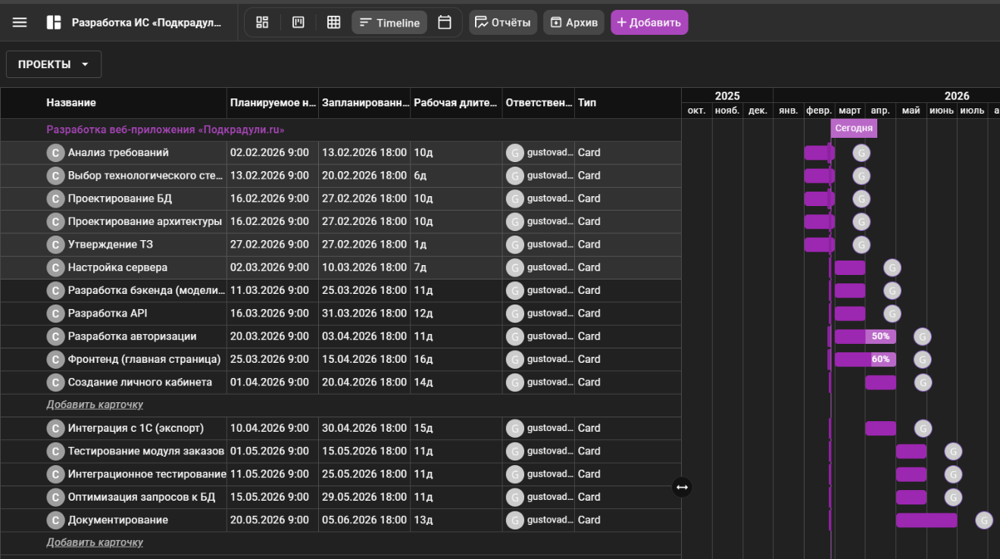 Разработка ИС «Подкрадул... Timeline Отчёты Архив + Добавить
ПРОЕКТЫ
Название Планируемое н... Запланированн... Рабочая длите... Ответствен... Тип 2025 2026
окт. нояб. дек. янв. февр. март апр. май июнь июль а
Разработка веб-приложения «Подкрадули.ru» Сегодня
С Анализ требований 02.02.2026 9:00 13.02.2026 18:00 10д G gustovad... Card G
С Выбор технологического сте... 13.02.2026 9:00 20.02.2026 18:00 6д G gustovad... Card G
С Проектирование БД 16.02.2026 9:00 27.02.2026 18:00 10д G gustovad... Card G
С Проектирование архитектуры 16.02.2026 9:00 27.02.2026 18:00 10д G gustovad... Card G
С Утверждение ТЗ 27.02.2026 9:00 27.02.2026 18:00 1д G gustovad... Card G
С Настройка сервера 02.03.2026 9:00 10.03.2026 18:00 7д G gustovad... Card G
С Разработка бэкенда (модели... 11.03.2026 9:00 25.03.2026 18:00 11д G gustovad... Card G
С Разработка API 16.03.2026 9:00 31.03.2026 18:00 12д G gustovad... Card G
С Разработка авторизации 20.03.2026 9:00 03.04.2026 18:00 11д G gustovad... Card 50% G
С Фронтенд (главная страница) 25.03.2026 9:00 15.04.2026 18:00 16д G gustovad... Card 60% G
С Создание личного кабинета 01.04.2026 9:00 20.04.2026 18:00 14д G gustovad... Card G
Добавить карточку
С Интеграция с 1С (экспорт) 10.04.2026 9:00 30.04.2026 18:00 15д G gustovad... Card G
С Тестирование модуля заказов 01.05.2026 9:00 15.05.2026 18:00 11д G gustovad... Card G
С Интеграционное тестирование 11.05.2026 9:00 25.05.2026 18:00 11д G gustovad... Card G
С Оптимизация запросов к БД 15.05.2026 9:00 29.05.2026 18:00 11д G gustovad... Card G
С Документирование 20.05.2026 9:00 05.06.2026 18:00 13д G gustovad... Card G
Добавить карточку